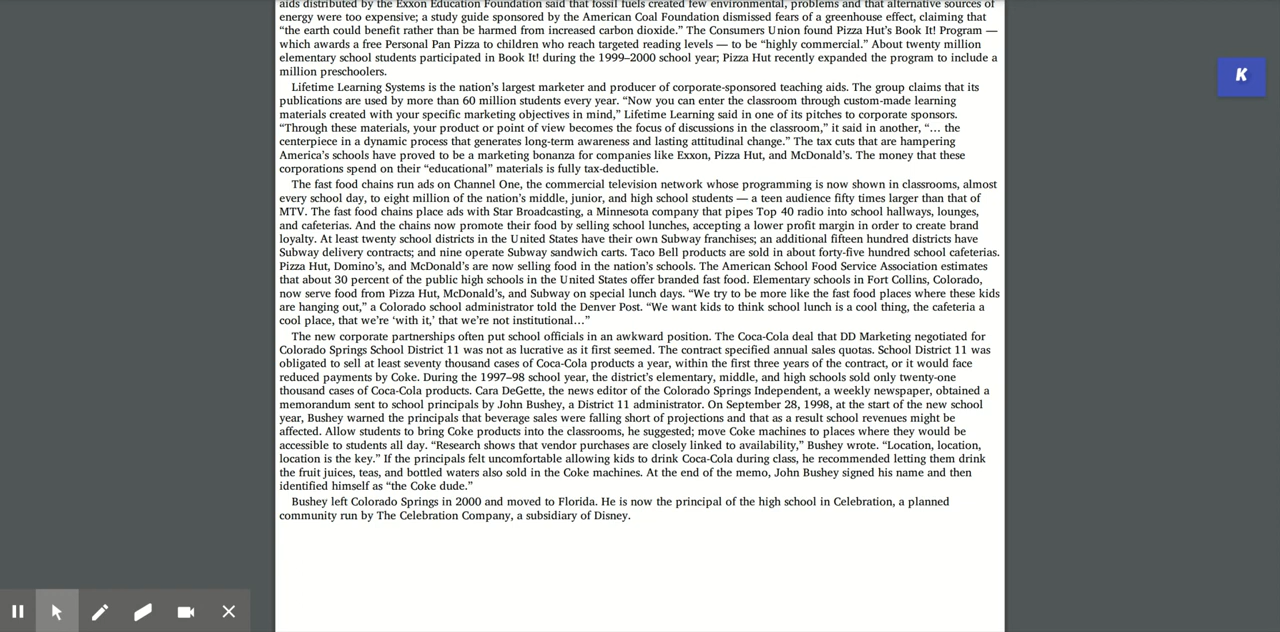 aids distributed by the Exxon Education Foundation said that fossil fuels created few environmental, problems and that alternative sources of
energy were too expensive; a study guide sponsored by the American Coal Foundation dismissed fears of a greenhouse effect, claiming that
“the earth could benefit rather than be harmed from increased carbon dioxide.” The Consumers Union found Pizza Hut’s Book It! Program —
which awards a free Personal Pan Pizza to children who reach targeted reading levels — to be “highly commercial.” About twenty million
elementary school students participated in Book It! during the 1999–2000 school year; Pizza Hut recently expanded the program to include a
million preschoolers.
Lifetime Learning Systems is the nation’s largest marketer and producer of corporate-sponsored teaching aids. The group claims that its
publications are used by more than 60 million students every year. “Now you can enter the classroom through custom-made learning
materials created with your specific marketing objectives in mind,” Lifetime Learning said in one of its pitches to corporate sponsors.
“Through these materials, your product or point of view becomes the focus of discussions in the classroom,” it said in another, “… the
centerpiece in a dynamic process that generates long-term awareness and lasting attitudinal change.” The tax cuts that are hampering
America’s schools have proved to be a marketing bonanza for companies like Exxon, Pizza Hut, and McDonald’s. The money that these
corporations spend on their “educational” materials is fully tax-deductible.
The fast food chains run ads on Channel One, the commercial television network whose programming is now shown in classrooms, almost
every school day, to eight million of the nation’s middle, junior, and high school students — a teen audience fifty times larger than that of
MTV. The fast food chains place ads with Star Broadcasting, a Minnesota company that pipes Top 40 radio into school hallways, lounges,
and cafeterias. And the chains now promote their food by selling school lunches, accepting a lower profit margin in order to create brand
loyalty. At least twenty school districts in the United States have their own Subway franchises; an additional fifteen hundred districts have
Subway delivery contracts; and nine operate Subway sandwich carts. Taco Bell products are sold in about forty-five hundred school cafeterias.
Pizza Hut, Domino’s, and McDonald’s are now selling food in the nation’s schools. The American School Food Service Association estimates
that about 30 percent of the public high schools in the United States offer branded fast food. Elementary schools in Fort Collins, Colorado,
now serve food from Pizza Hut, McDonald’s, and Subway on special lunch days. “We try to be more like the fast food places where these kids
are hanging out,” a Colorado school administrator told the Denver Post. “We want kids to think school lunch is a cool thing, the cafeteria a
cool place, that we’re ‘with it,’ that we’re not institutional…”
The new corporate partnerships often put school officials in an awkward position. The Coca-Cola deal that DD Marketing negotiated for
Colorado Springs School District 11 was not as lucrative as it first seemed. The contract specified annual sales quotas. School District 11 was
obligated to sell at least seventy thousand cases of Coca-Cola products a year, within the first three years of the contract, or it would face
reduced payments by Coke. During the 1997–98 school year, the district’s elementary, middle, and high schools sold only twenty-one
thousand cases of Coca-Cola products. Cara DeGette, the news editor of the Colorado Springs Independent, a weekly newspaper, obtained a
memorandum sent to school principals by John Bushey, a District 11 administrator. On September 28, 1998, at the start of the new school
year, Bushey warned the principals that beverage sales were falling short of projections and that as a result school revenues might be
affected. Allow students to bring Coke products into the classrooms, he suggested; move Coke machines to places where they would be
accessible to students all day. “Research shows that vendor purchases are closely linked to availability,” Bushey wrote. “Location, location,
location is the key.” If the principals felt uncomfortable allowing kids to drink Coca-Cola during class, he recommended letting them drink
the fruit juices, teas, and bottled waters also sold in the Coke machines. At the end of the memo, John Bushey signed his name and then
identified himself as “the Coke dude.”
Bushey left Colorado Springs in 2000 and moved to Florida. He is now the principal of the high school in Celebration, a planned
community run by The Celebration Company, a subsidiary of Disney.
K